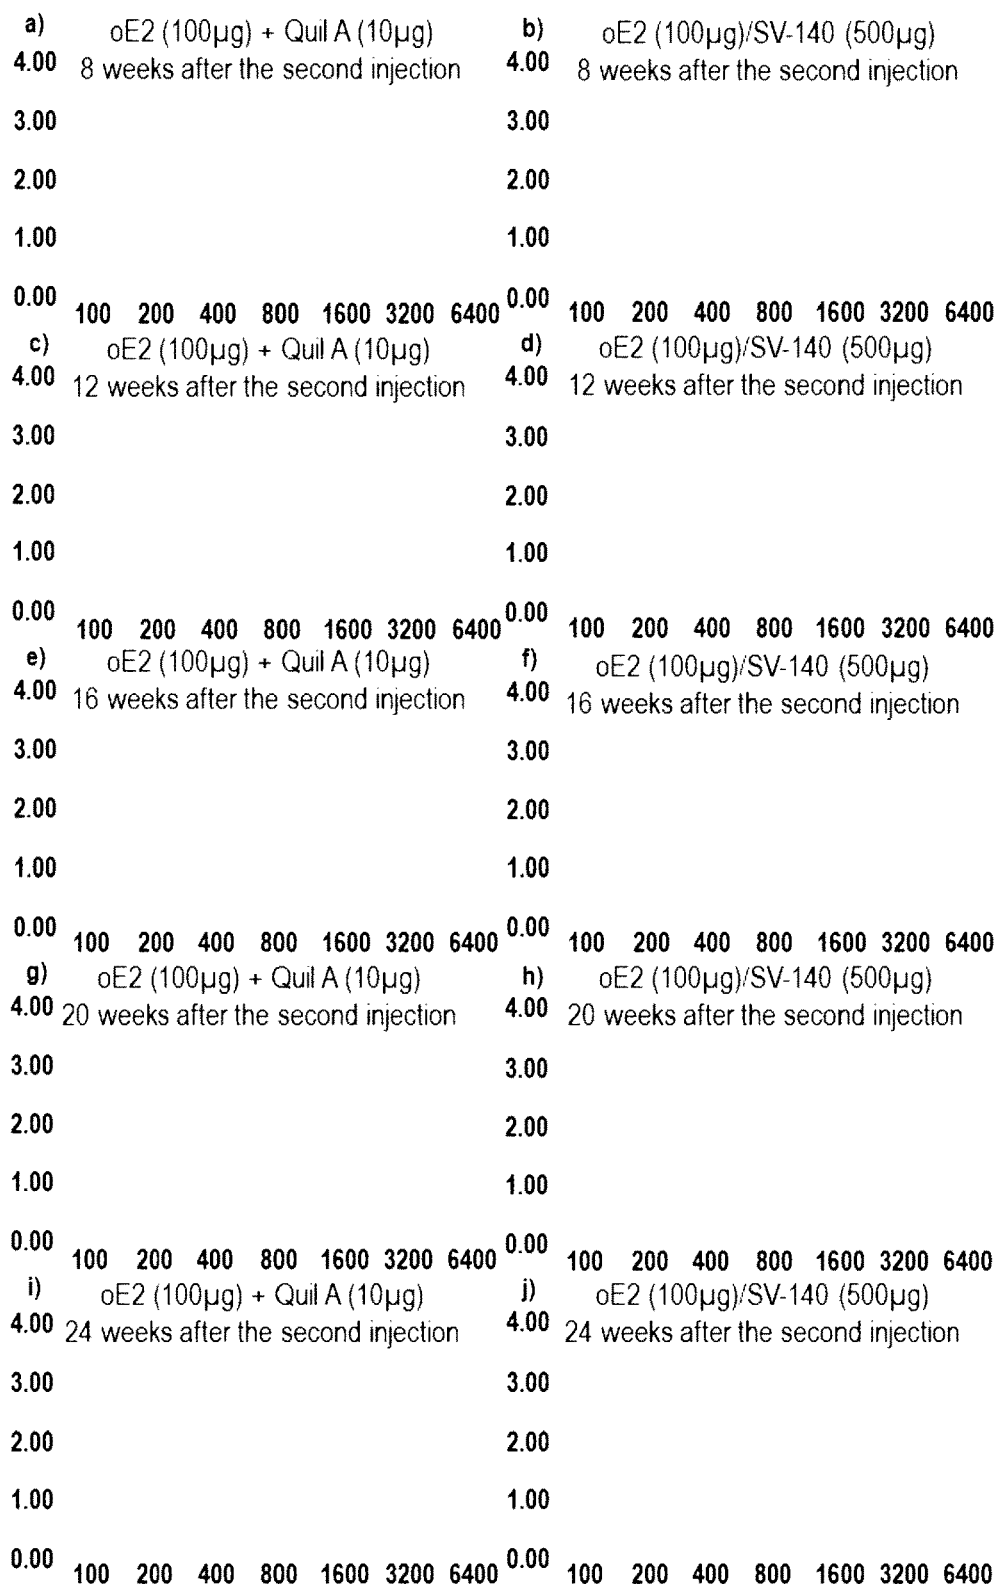 a) oE2 (100µg) + Quil A (10µg)
4.00 8 weeks after the second injection
3.00
2.00
1.00
0.00
100 200 400 800 1600 3200 6400
b) oE2 (100µg)/SV-140 (500µg)
4.00 8 weeks after the second injection
3.00
2.00
1.00
0.00
100 200 400 800 1600 3200 6400
c) oE2 (100µg) + Quil A (10µg)
4.00 12 weeks after the second injection
3.00
2.00
1.00
0.00
100 200 400 800 1600 3200 6400
d) oE2 (100µg)/SV-140 (500µg)
4.00 12 weeks after the second injection
3.00
2.00
1.00
0.00
100 200 400 800 1600 3200 6400
e) oE2 (100µg) + Quil A (10µg)
4.00 16 weeks after the second injection
3.00
2.00
1.00
0.00
100 200 400 800 1600 3200 6400
f) oE2 (100µg)/SV-140 (500µg)
4.00 16 weeks after the second injection
3.00
2.00
1.00
0.00
100 200 400 800 1600 3200 6400
g) oE2 (100µg) + Quil A (10µg)
4.00 20 weeks after the second injection
3.00
2.00
1.00
0.00
100 200 400 800 1600 3200 6400
h) oE2 (100µg)/SV-140 (500µg)
4.00 20 weeks after the second injection
3.00
2.00
1.00
0.00
100 200 400 800 1600 3200 6400
i) oE2 (100µg) + Quil A (10µg)
4.00 24 weeks after the second injection
3.00
2.00
1.00
0.00
100 200 400 800 1600 3200 6400
j) oE2 (100µg)/SV-140 (500µg)
4.00 24 weeks after the second injection
3.00
2.00
1.00
0.00
100 200 400 800 1600 3200 6400